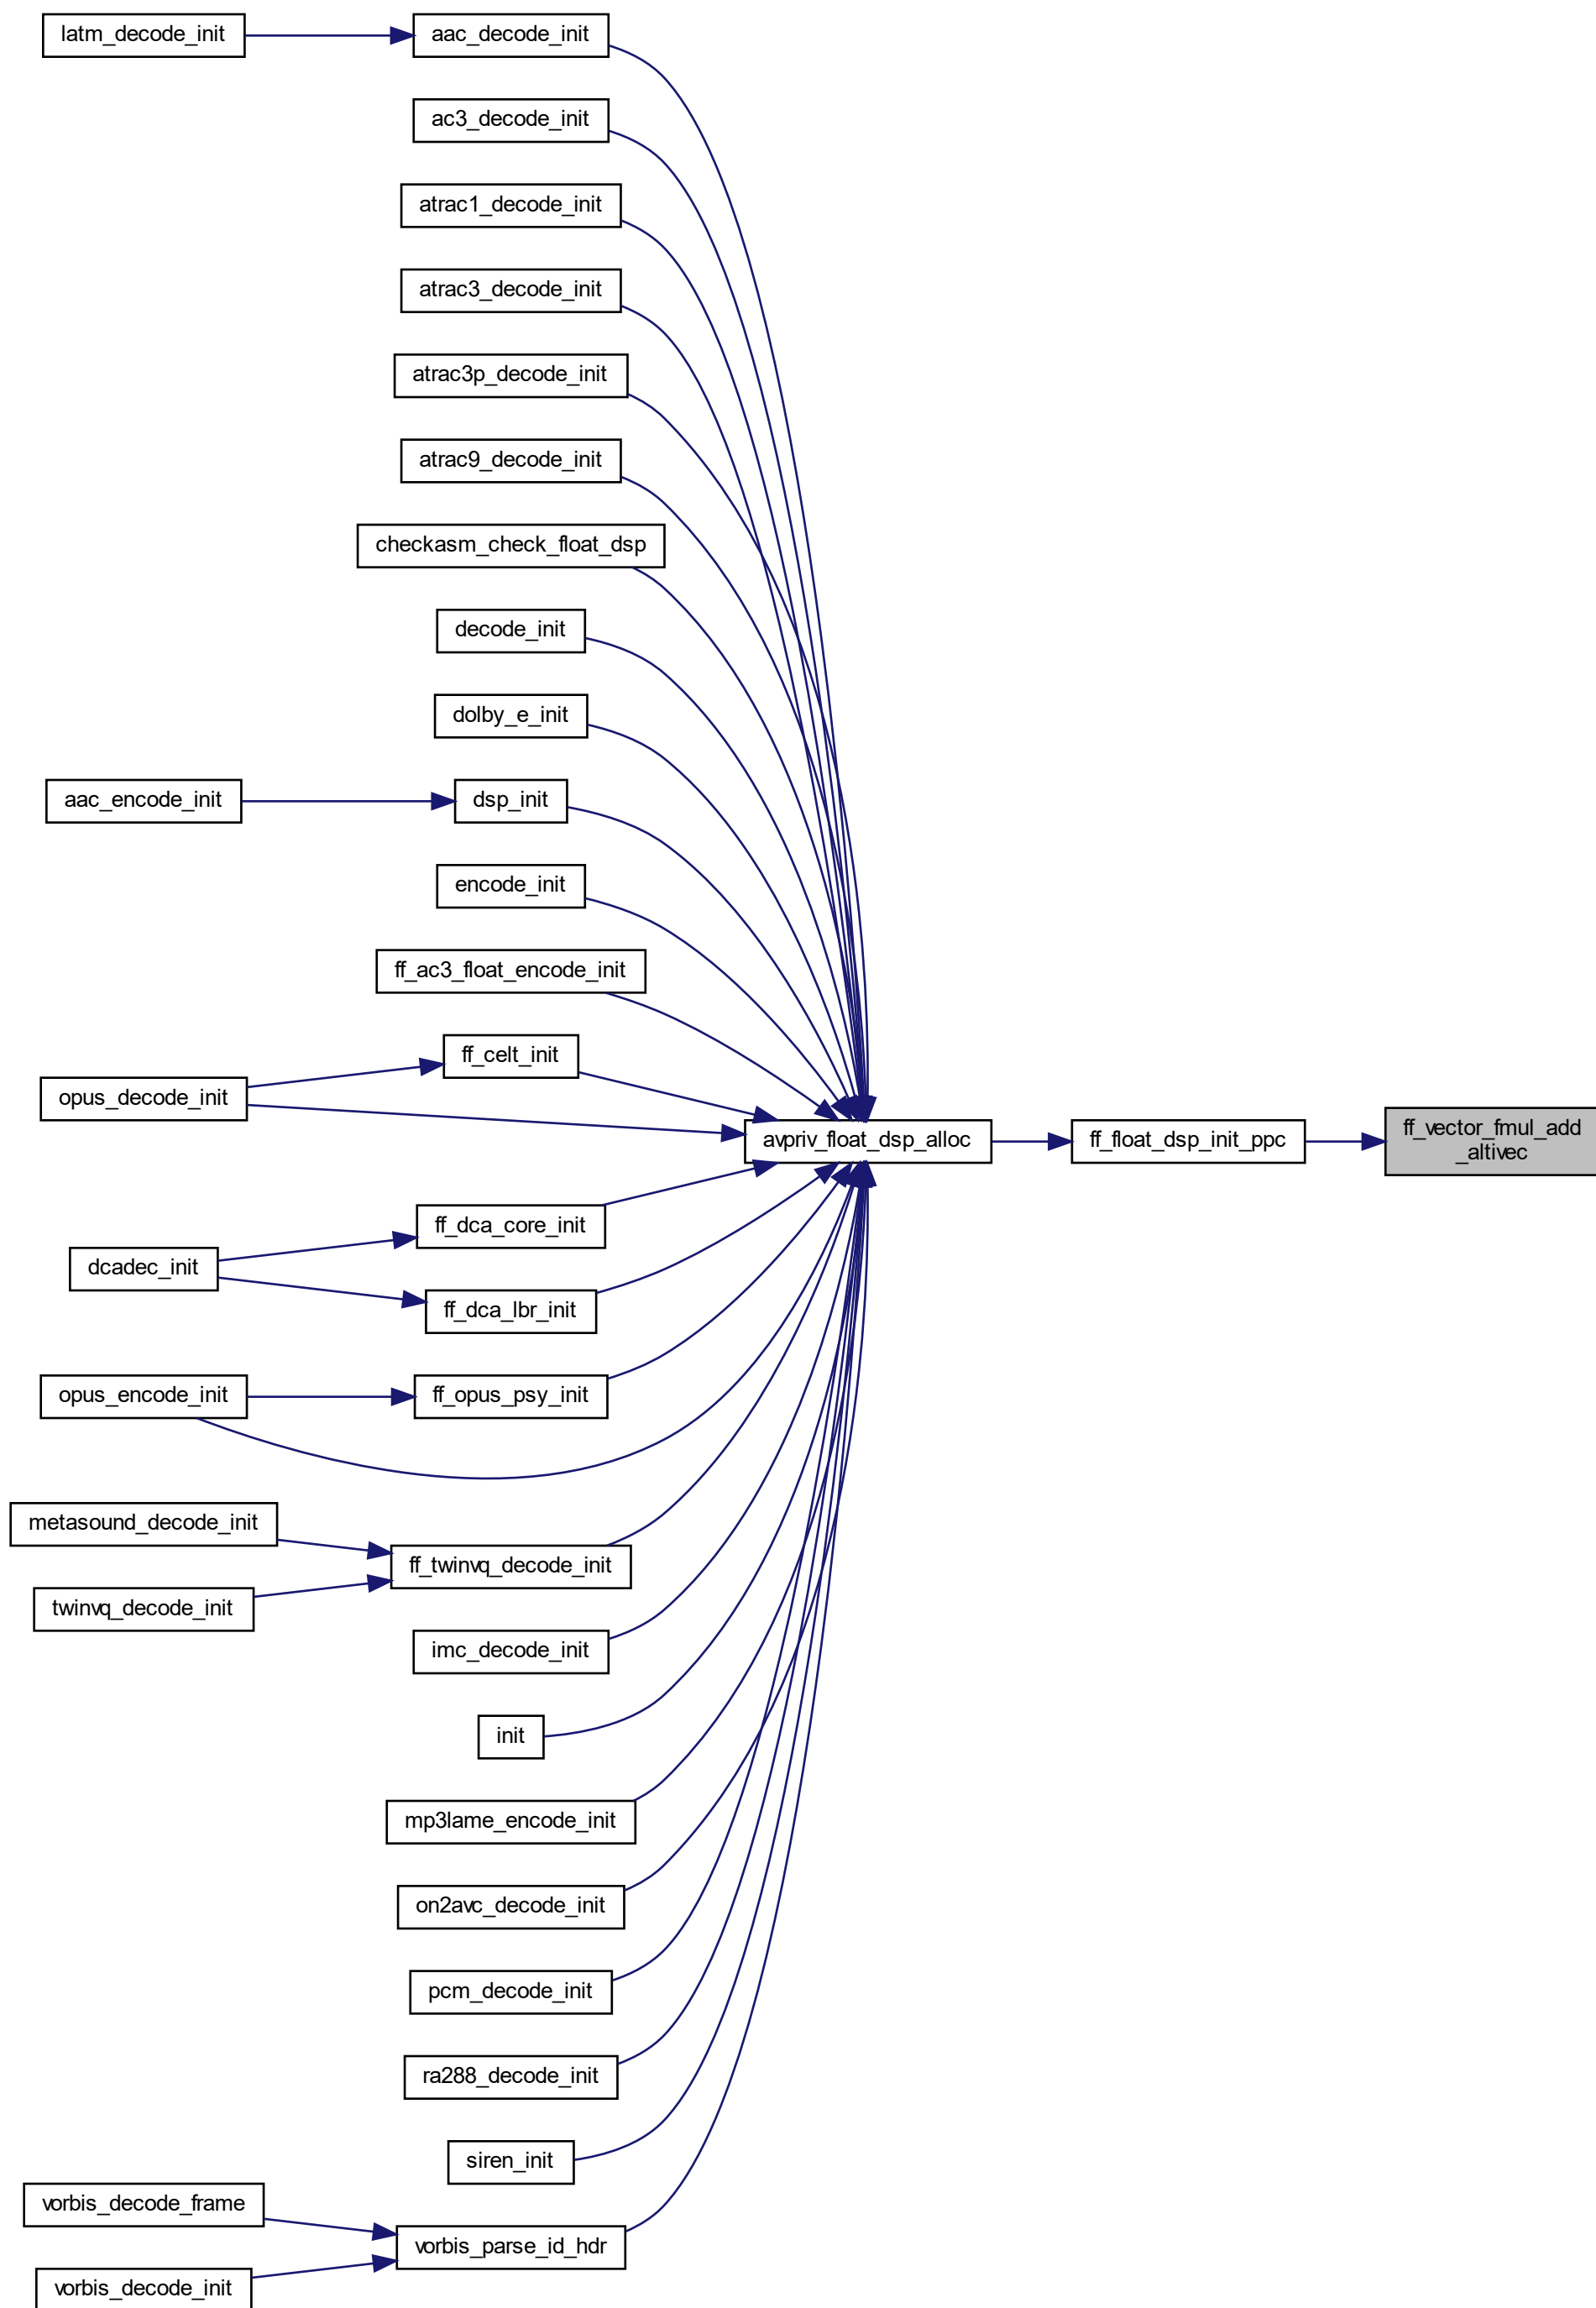 latm_decode_init
aac_decode_init
ac3_decode_init
atrac1_decode_init
atrac3_decode_init
atrac3p_decode_init
atrac9_decode_init
checkasm_check_float_dsp
decode_init
dolby_e_init
aac_encode_init
dsp_init
encode_init
ff_ac3_float_encode_init
ff_celt_init
opus_decode_init
avpriv_float_dsp_alloc
ff_float_dsp_init_ppc
ff_vector_fmul_add
_altivec
ff_dca_core_init
dcadec_init
ff_dca_lbr_init
opus_encode_init
ff_opus_psy_init
metasound_decode_init
ff_twinvq_decode_init
twinvq_decode_init
imc_decode_init
init
mp3lame_encode_init
on2avc_decode_init
pcm_decode_init
ra288_decode_init
siren_init
vorbis_decode_frame
vorbis_parse_id_hdr
vorbis_decode_init